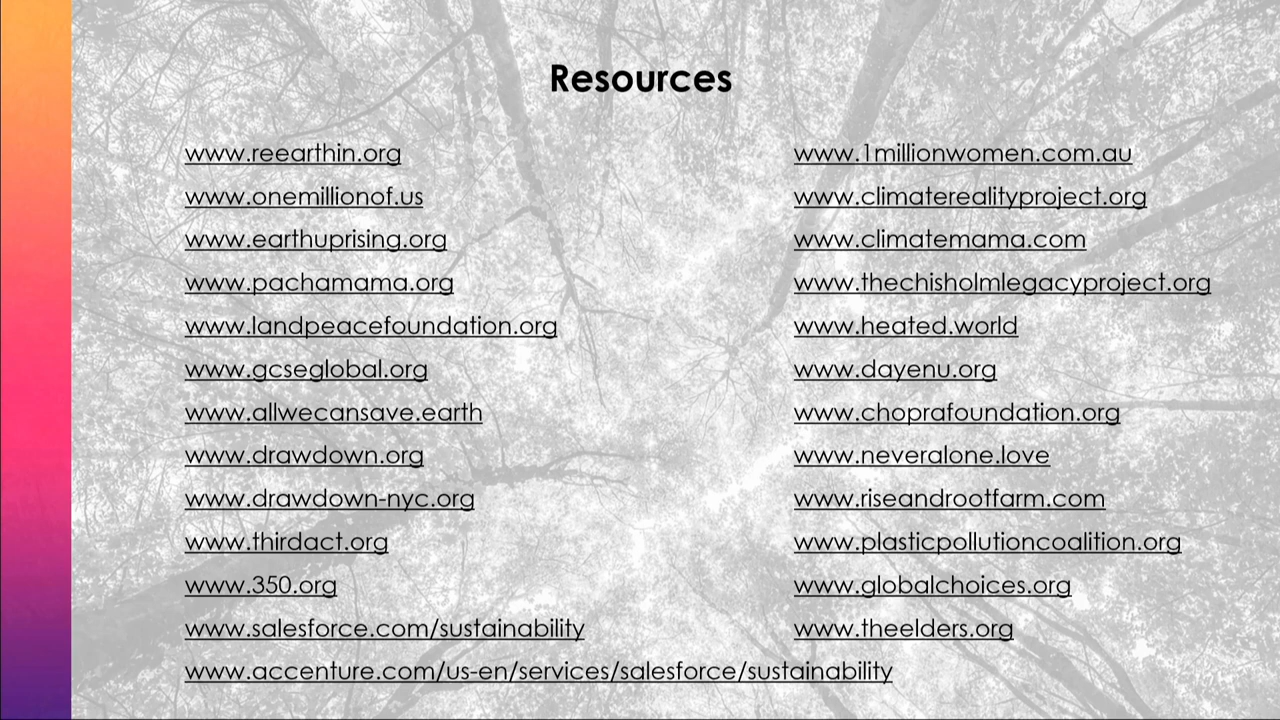 Resources
www.reearthin.org
www.onemillionof.us
www.earthuprising.org
www.pachamama.org
www.landpeacefoundation.org
www.gcseglobal.org
www.allwecansave.earth
www.drawdown.org
www.drawdown-nyc.org
www.thirdact.org
www.350.org
www.salesforce.com/sustainability
www.accenture.com/us-en/services/salesforce/sustainability
www.1millionwomen.com.au
www.climaterealityproject.org
www.climatemama.com
www.thechisholmlegacyproject.org
www.heated.world
www.dayenu.org
www.choprafoundation.org
www.neveralone.love
www.riseandrootfarm.com
www.plasticpollutioncoalition.org
www.globalchoices.org
www.theelders.org